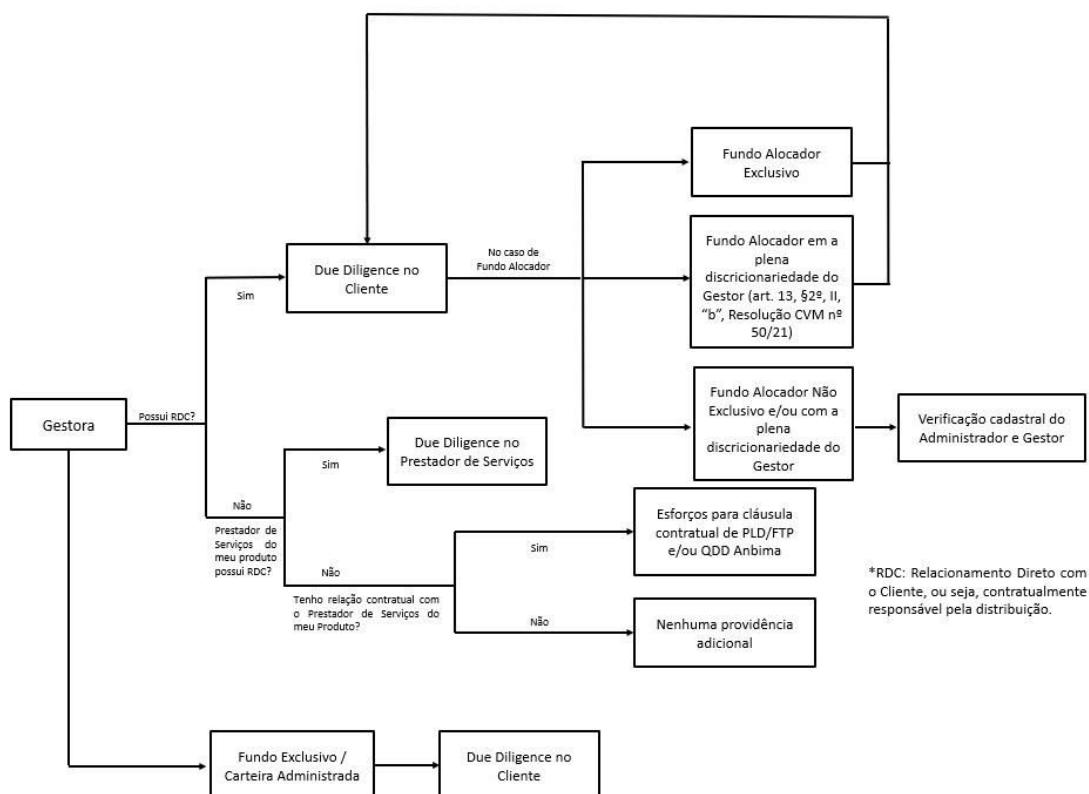 Fundo Alocador
Exclusivo
No caso de
Fundo Alocador
Due Diligence no
Cliente
Fundo Alocador em a
plena
discricionariedade do
Gestor (art. 13, §2º, II,
“b”, Resolução CVM nº
50/21)
Sim
Gestora
Possui RDC?
Fundo Alocador Não
Exclusivo e/ou com a
plena
discricionariedade do
Gestor
Verificação cadastral do
Administrador e Gestor
Due Diligence no
Prestador de Serviços
Sim
Não
Prestador de
Serviços do
meu produto
possui RDC?
Esforços para cláusula
contratual de PLD/FTP
e/ou QDD Anbima
Sim
Não
Tenho relação contratual com
o Prestador de Serviços do
meu Produto?
*RDC: Relacionamento Direto com
o Cliente, ou seja, contratualmente
responsável pela distribuição.
Não
Nenhuma providência
adicional
Fundo Exclusivo /
Carteira Administrada
Due Diligence no
Cliente